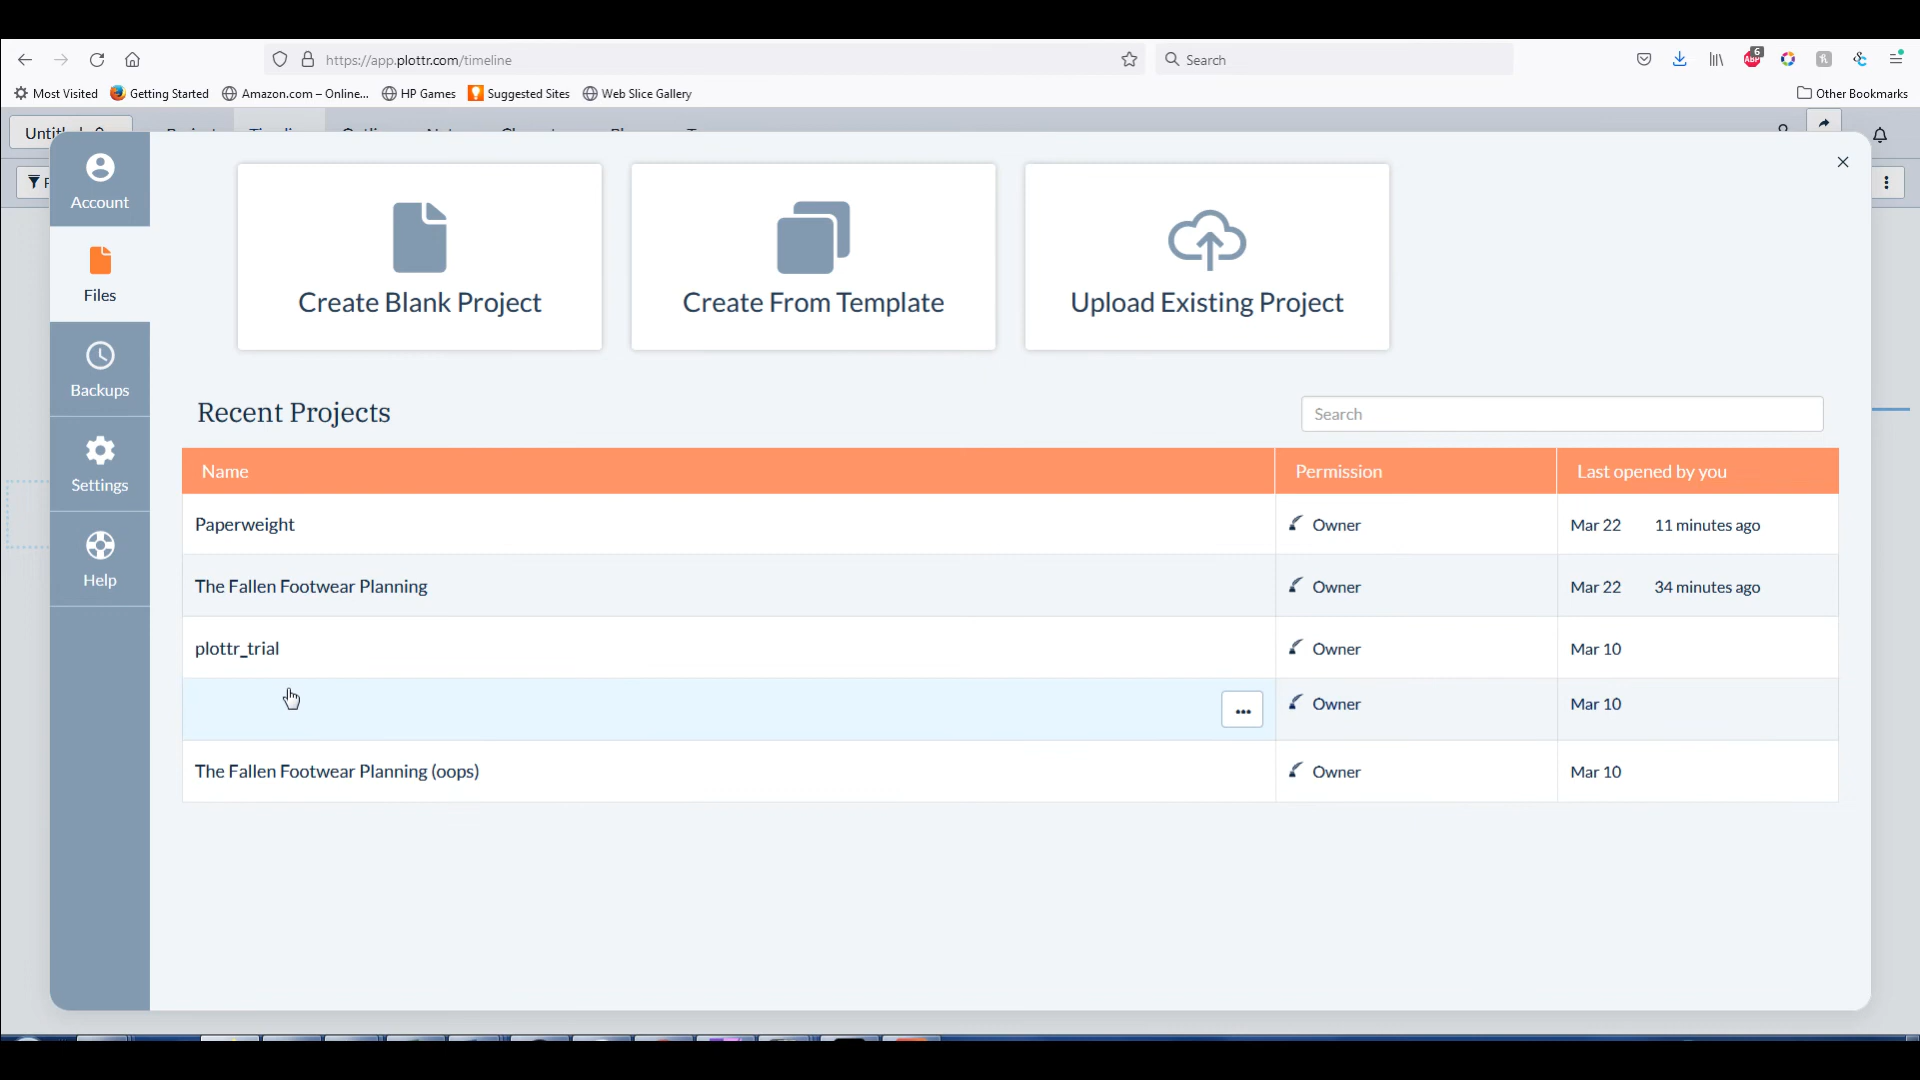 https://app.plottr.com/timeline
Search
6
Most Visited
Getting Started
Amazon.com – Online...
HP Games
Suggested Sites
Web Slice Gallery
Other Bookmarks
Account
Files
Backups
Settings
Help
Create Blank Project
Create From Template
Upload Existing Project
Recent Projects
Search
Name Permission Last opened by you
Paperweight Owner Mar 22 11 minutes ago
The Fallen Footwear Planning Owner Mar 22 34 minutes ago
plottr_trial Owner Mar 10
Owner Mar 10
The Fallen Footwear Planning (oops) Owner Mar 10